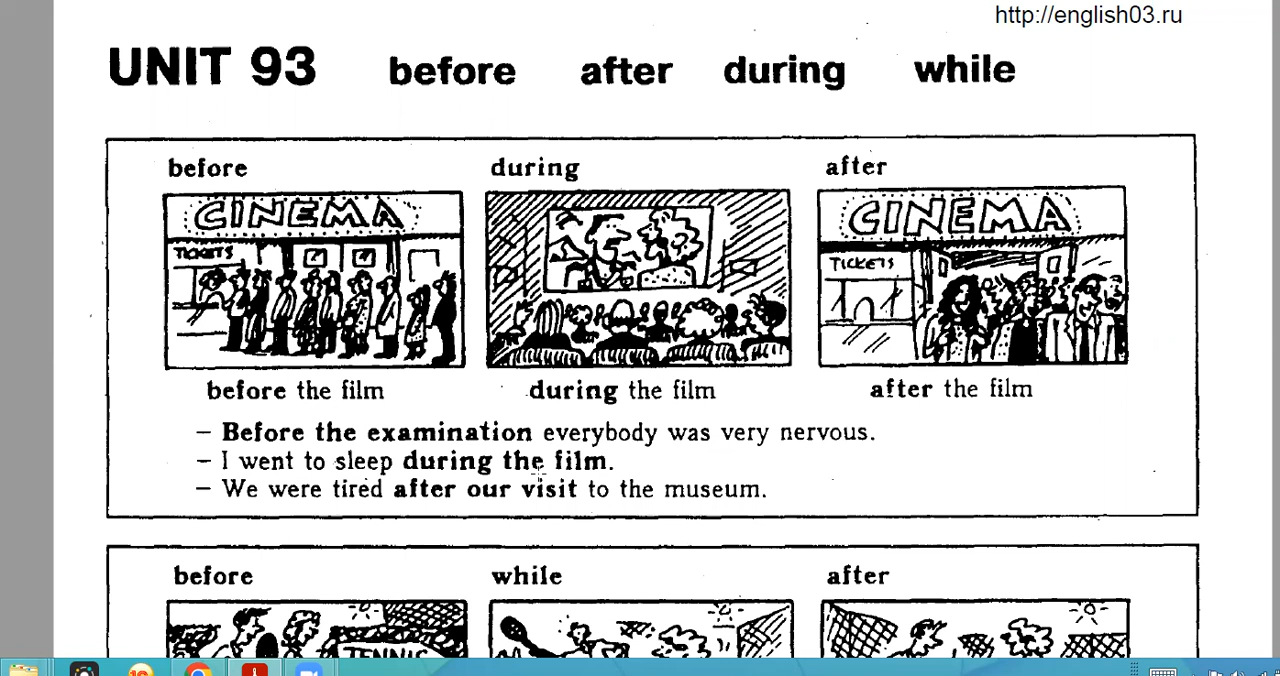 http://english03.ru
UNIT 93 before after during while
before during after
CINEMA CINEMA
TICKETS
TICKETS
before the film during the film after the film
– Before the examination everybody was very nervous.
– I went to sleep during the film.
– We were tired after our visit to the museum.
before while after
TENNIS